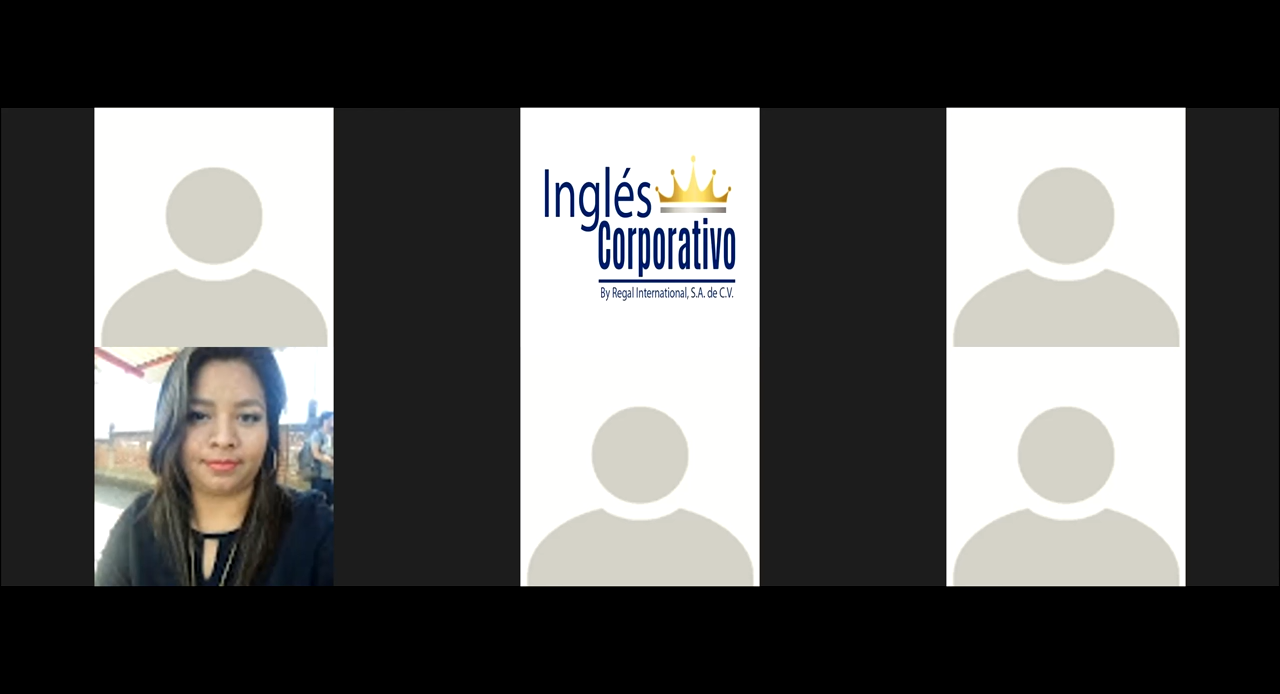 Inglés
Corporativo
By Regal International, S.A. de C.V.